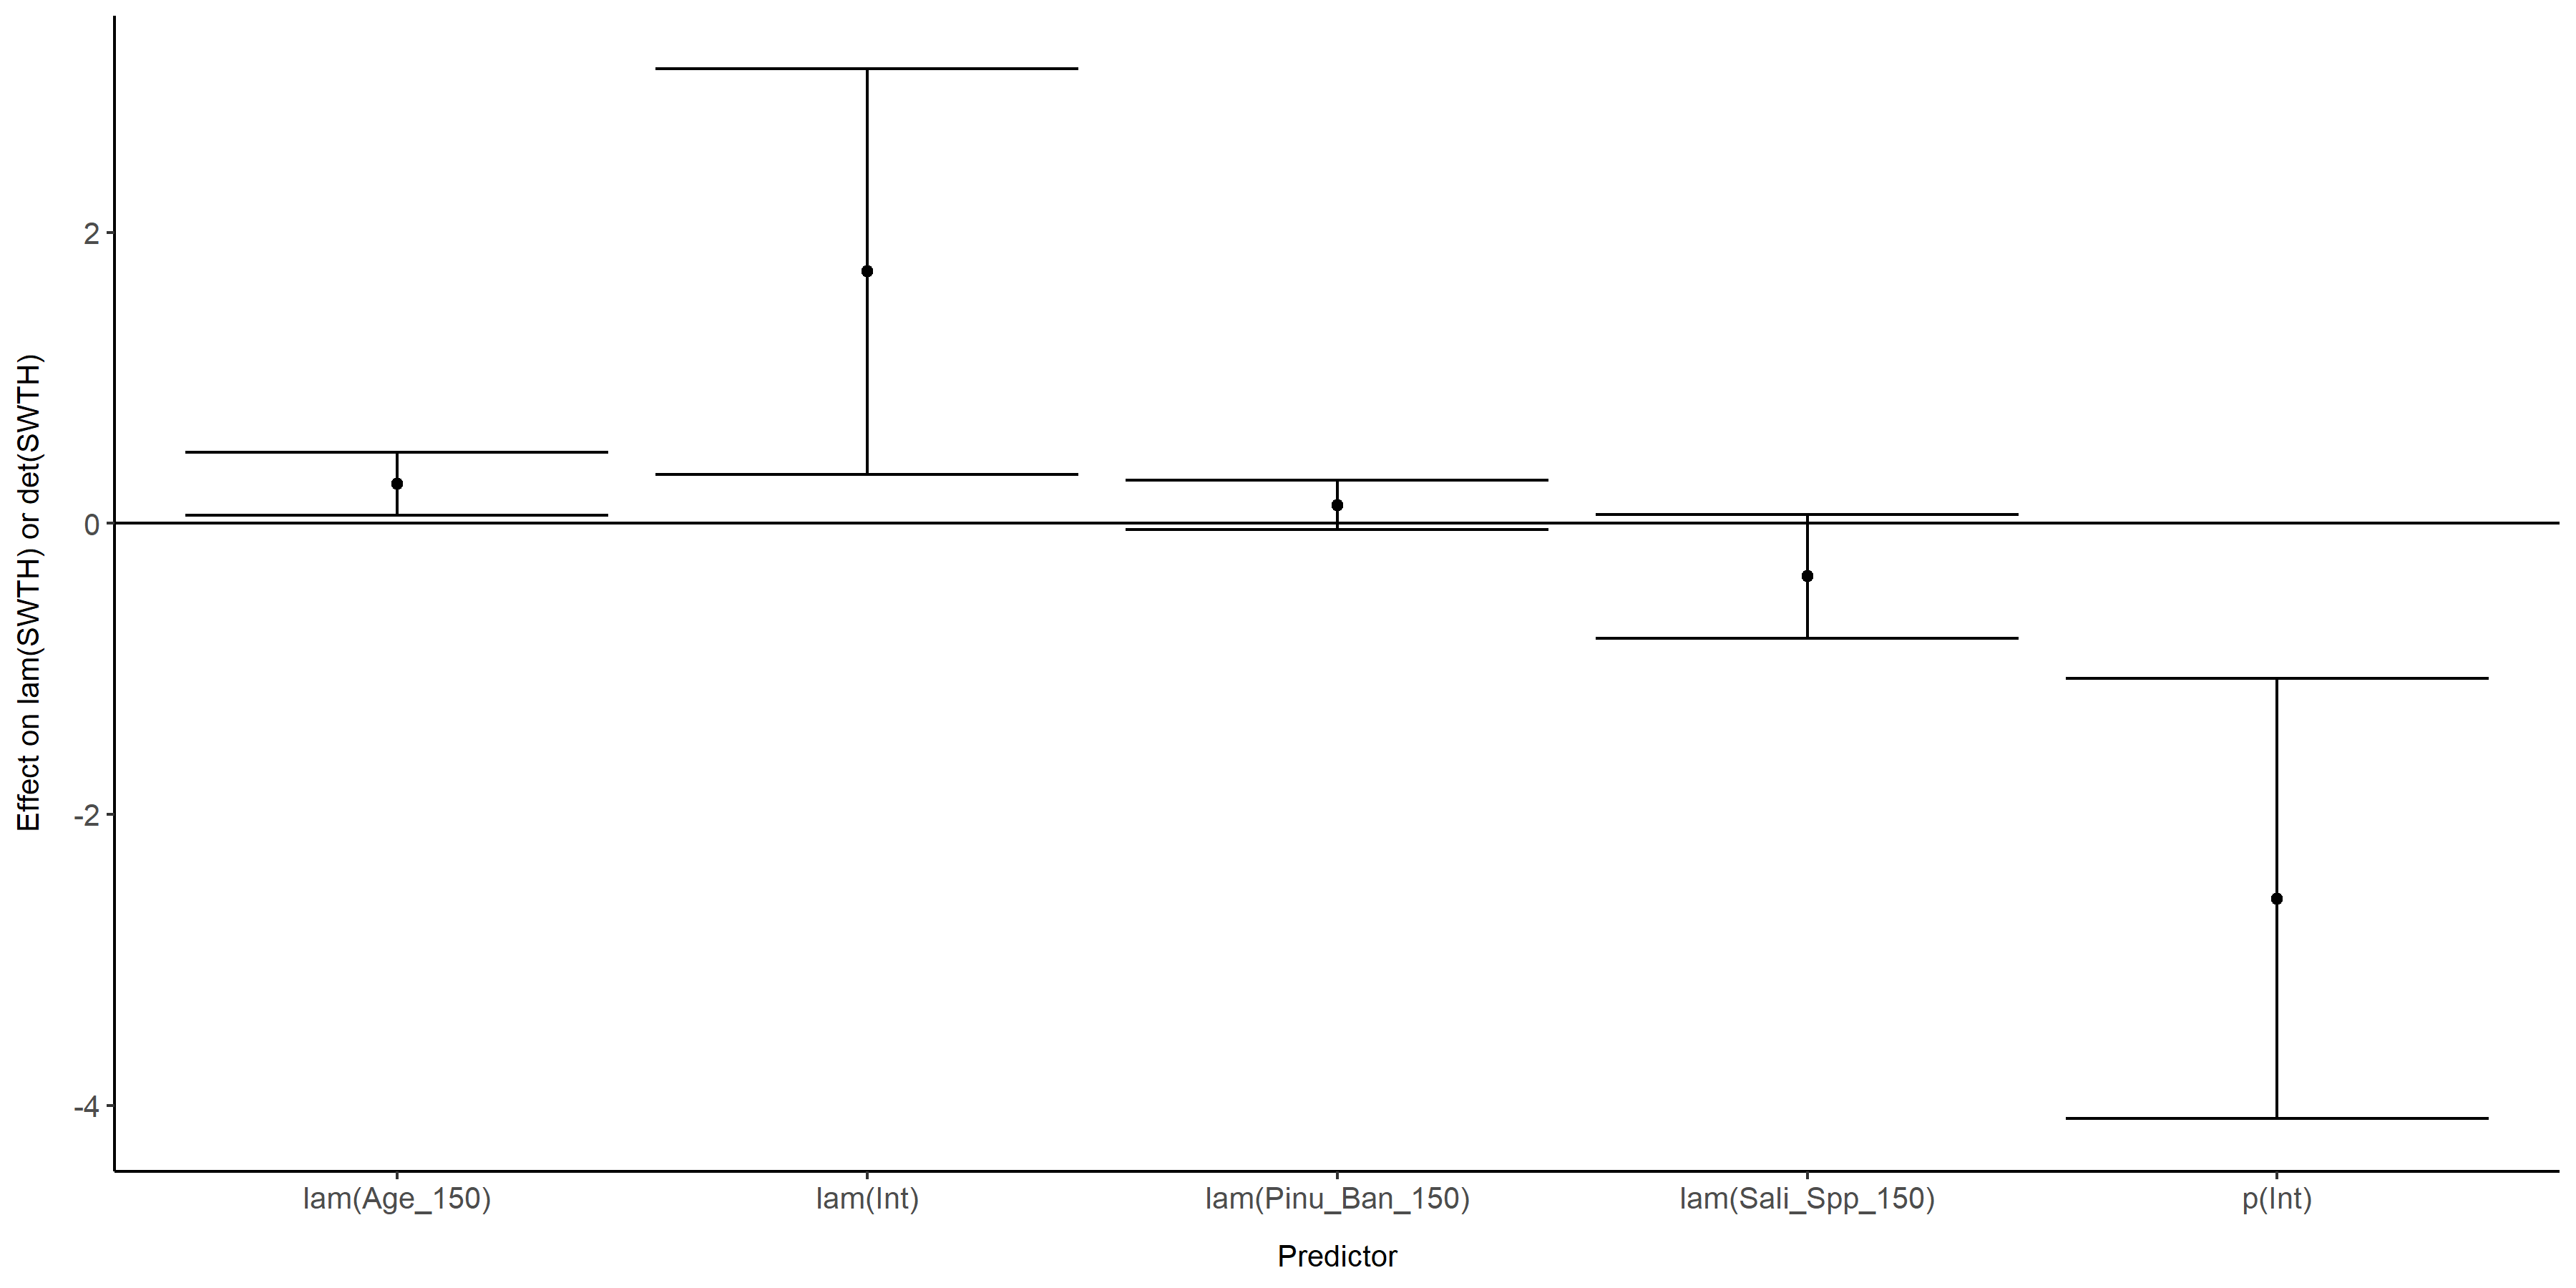 Effect on lam(SWTH) or det(SWTH)
2
0
-2
-4
lam(Age_150)
lam(Int)
lam(Pinu_Ban_150)
lam(Sali_Spp_150)
p(Int)
Predictor